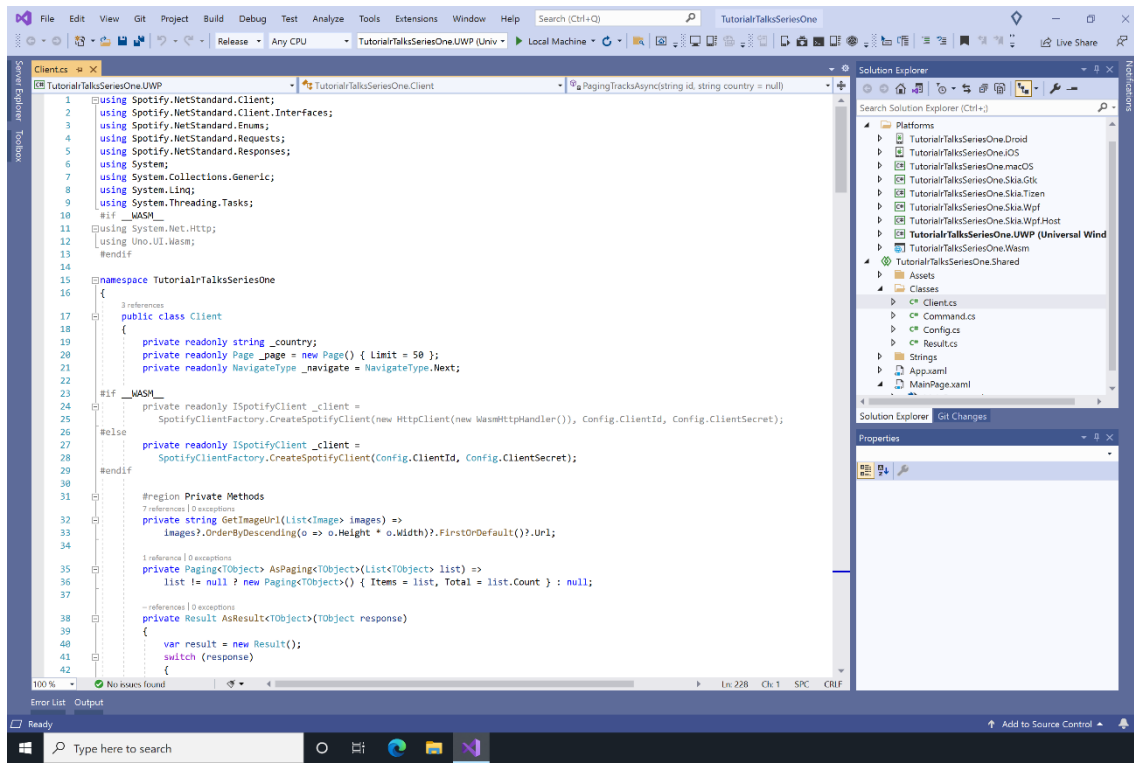 File Edit View Git Project Build Debug Test Analyze Tools Extensions Window Help Search (Ctrl+Q) TutorialrTalksSeriesOne
Release Any CPU TutorialrTalksSeriesOne.UWP (Univ Local Machine Live Share
Server Explorer
Toolbox
Notifications
Client.cs
TutorialrTalksSeriesOne.UWP TutorialrTalksSeriesOne.Client PagingTracksAsync(string id, string country = null)
1 using Spotify.NetStandard.Client;
2 using Spotify.NetStandard.Client.Interfaces;
3 using Spotify.NetStandard.Enums;
4 using Spotify.NetStandard.Requests;
5 using Spotify.NetStandard.Responses;
6 using System;
7 using System.Collections.Generic;
8 using System.Linq;
9 using System.Threading.Tasks;
10 #if __WASM__
11 using System.Net.Http;
12 using Uno.UI.Wasm;
13 #endif
14
15 namespace TutorialrTalksSeriesOne
16 {
3 references
17 public class Client
18 {
19 private readonly string _country;
20 private readonly Page _page = new Page() { Limit = 50 };
21 private readonly NavigateType _navigate = NavigateType.Next;
22
23 #if __WASM__
24 private readonly ISpotifyClient _client =
25 SpotifyClientFactory.CreateSpotifyClient(new HttpClient(new WasmHttpHandler()), Config.ClientId, Config.ClientSecret);
26 #else
27 private readonly ISpotifyClient _client =
28 SpotifyClientFactory.CreateSpotifyClient(Config.ClientId, Config.ClientSecret);
29 #endif
30
31 #region Private Methods
7 references | 0 exceptions
32 private string GetImageUrl(List<Image> images) =>
33 images?.OrderByDescending(o => o.Height * o.Width)?.FirstOrDefault()?.Url;
34
1 reference | 0 exceptions
35 private Paging<TObject> AsPaging<TObject>(List<TObject> list) =>
36 list != null ? new Paging<TObject>() { Items = list, Total = list.Count } : null;
37
- references | 0 exceptions
38 private Result AsResult<TObject>(TObject response)
39 {
40 var result = new Result();
41 switch (response)
42 {
100 % No issues found Ln: 228 Ch: 1 SPC CRLF
Solution Explorer
Search Solution Explorer (Ctrl+;)
Platforms
TutorialrTalksSeriesOne.Droid
TutorialrTalksSeriesOne.iOS
TutorialrTalksSeriesOne.macOS
TutorialrTalksSeriesOne.Skia.Gtk
TutorialrTalksSeriesOne.Skia.Tizen
TutorialrTalksSeriesOne.Skia.Wpf
TutorialrTalksSeriesOne.Skia.Wpf.Host
TutorialrTalksSeriesOne.UWP (Universal Wind
TutorialrTalksSeriesOne.Wasm
TutorialrTalksSeriesOne.Shared
Assets
Classes
C# Client.cs
C# Command.cs
C# Config.cs
C# Result.cs
Strings
App.xaml
MainPage.xaml
Solution Explorer Git Changes
Properties
Error List Output
Ready Add to Source Control
Type here to search